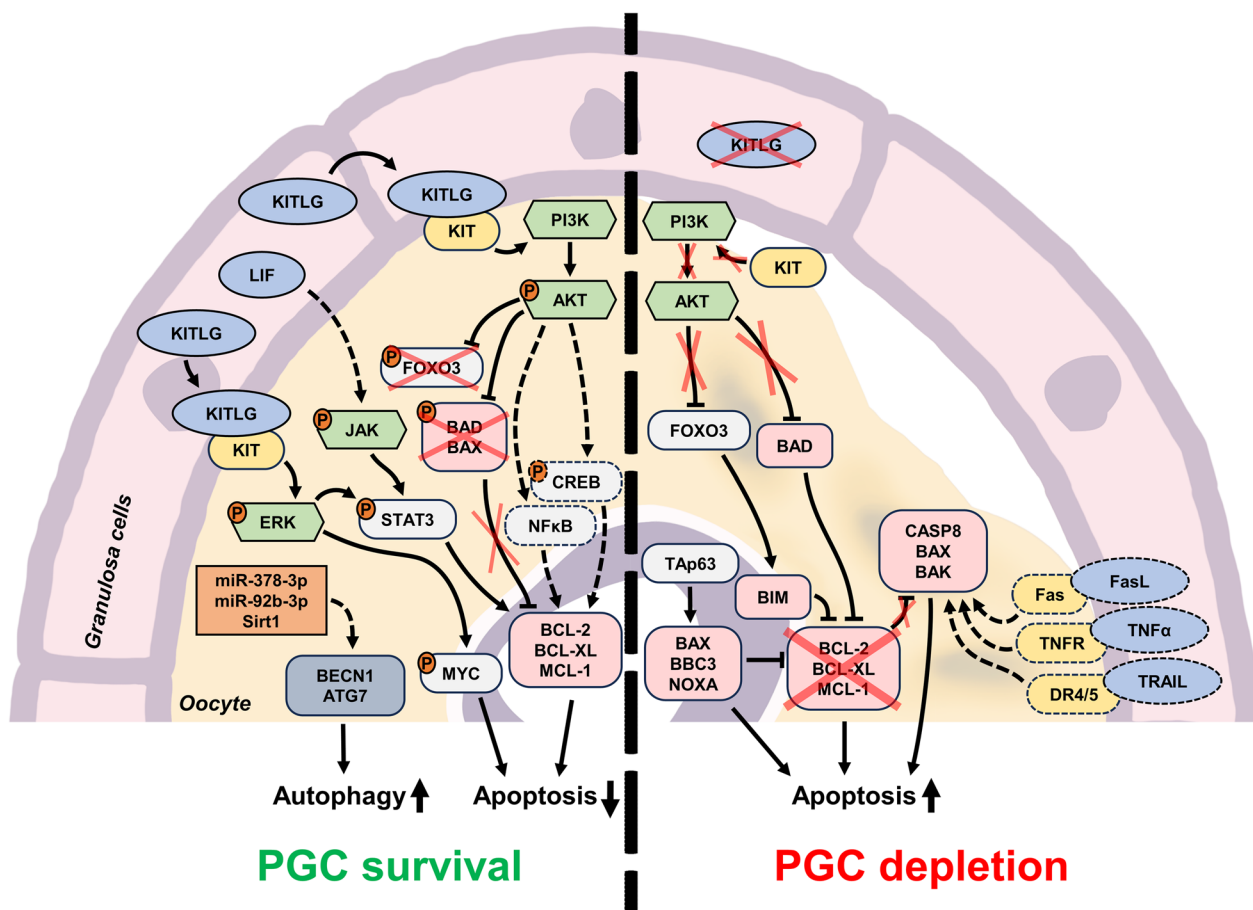 KITLG
KITLG
KITLG
KIT
PI3K
PI3K
KIT
LIF
P
AKT
AKT
KITLG
P
FOXO3
KITLG
KIT
P
JAK
P
BAD
BAX
FOXO3
BAD
P
CREB
P
ERK
P
STAT3
NFκB
CASP8
BAX
BAK
Granulosa cells
miR-378-3p
miR-92b-3p
Sirt1
TAp63
BIM
Fas
FasL
TNFR
TNFα
DR4/5
TRAIL
BECN1
ATG7
P
MYC
BCL-2
BCL-XL
MCL-1
BAX
BBC3
NOXA
BCL-2
BCL-XL
MCL-1
Oocyte
Autophagy
Apoptosis
Apoptosis
PGC survival
PGC depletion